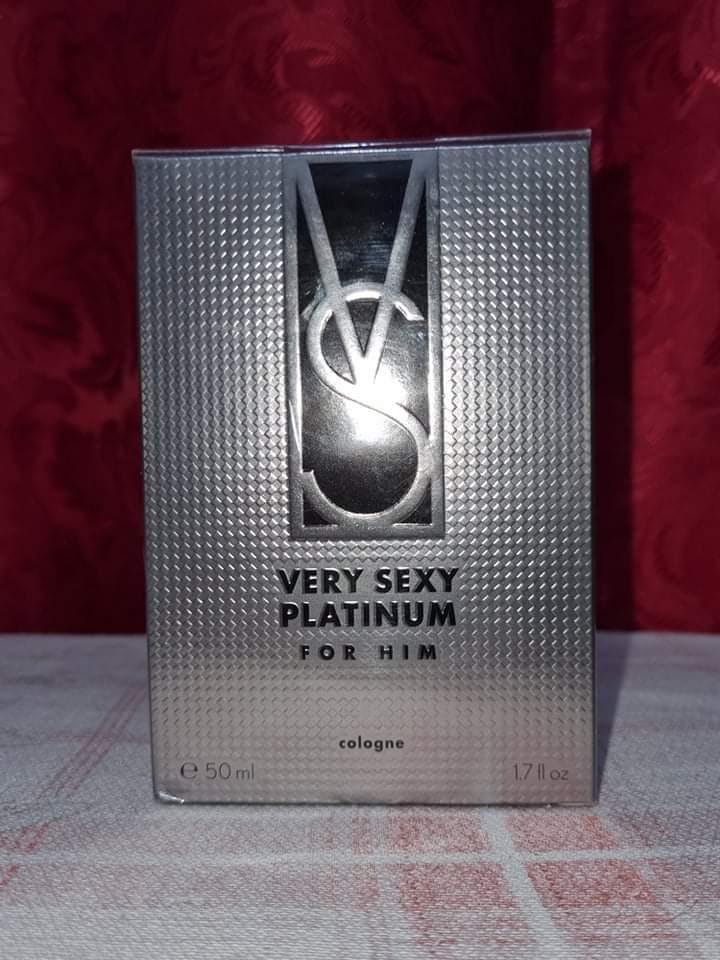 VS
VERY SEXY
PLATINUM
FOR HIM
cologne
℮ 50 ml 1.7 fl oz